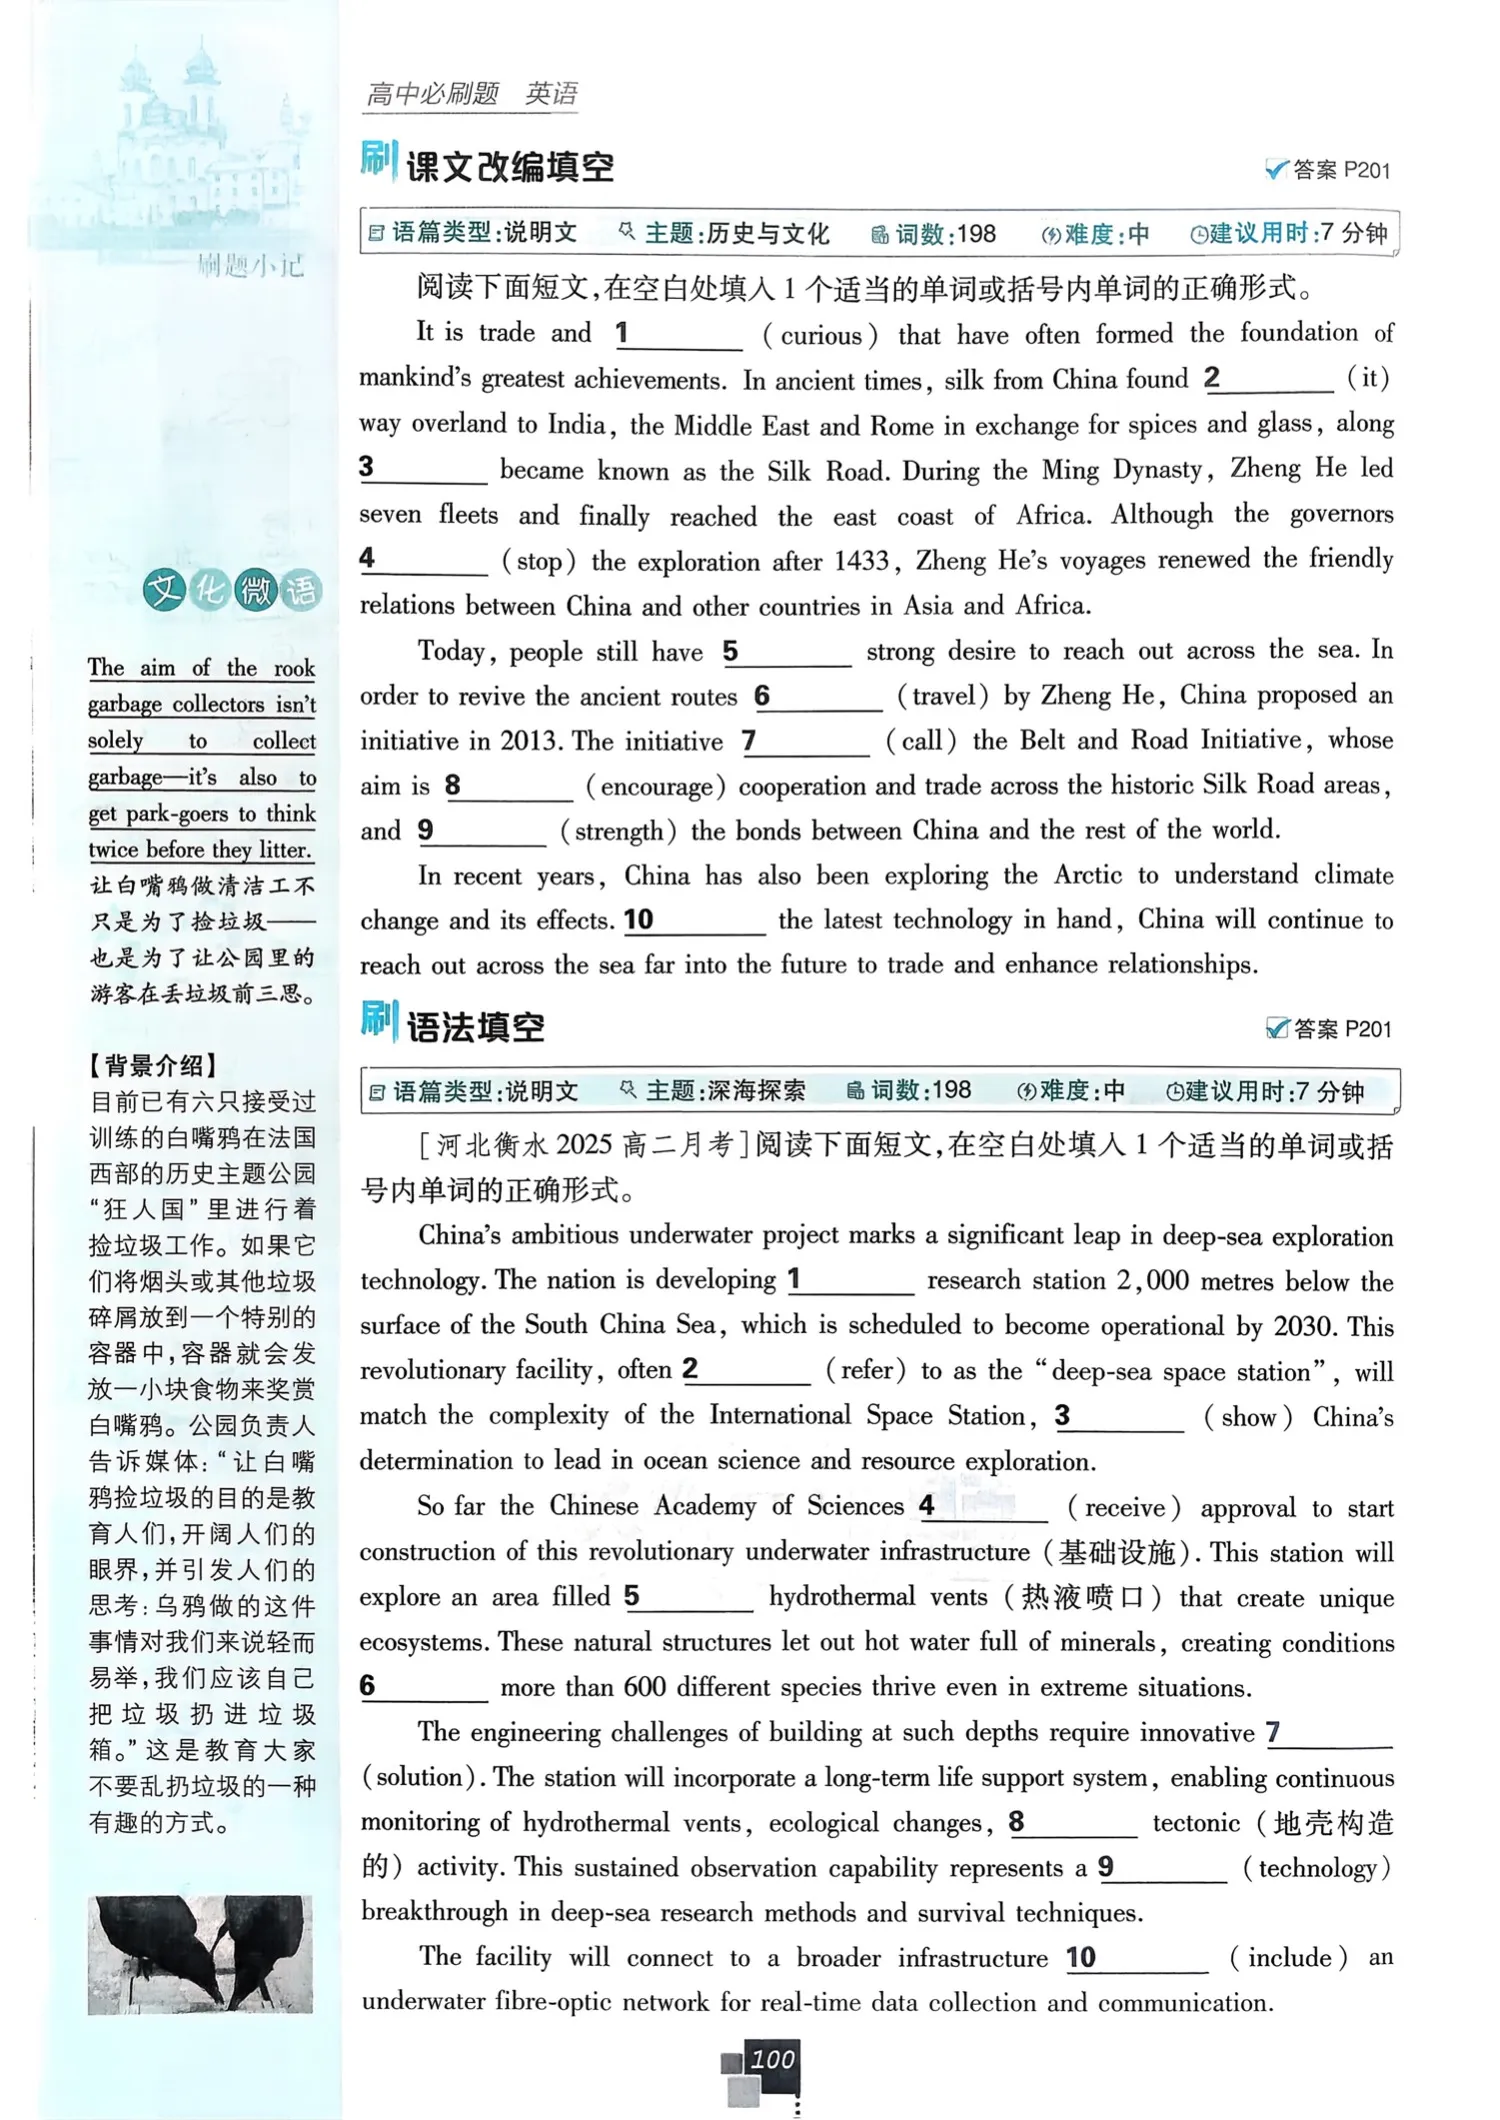 高中必刷题 英语
刷 课文改编填空
答案 P201
语篇类型:说明文 主题:历史与文化 词数:198 难度:中 建议用时:7 分钟
阅读下面短文,在空白处填入 1 个适当的单词或括号内单词的正确形式。
It is trade and 1________ (curious) that have often formed the foundation of
mankind's greatest achievements. In ancient times, silk from China found 2________ (it)
way overland to India, the Middle East and Rome in exchange for spices and glass, along
3________ became known as the Silk Road. During the Ming Dynasty, Zheng He led
seven fleets and finally reached the east coast of Africa. Although the governors
4________ (stop) the exploration after 1433, Zheng He's voyages renewed the friendly
relations between China and other countries in Asia and Africa.
Today, people still have 5________ strong desire to reach out across the sea. In
order to revive the ancient routes 6________ (travel) by Zheng He, China proposed an
initiative in 2013. The initiative 7________ (call) the Belt and Road Initiative, whose
aim is 8________ (encourage) cooperation and trade across the historic Silk Road areas,
and 9________ (strength) the bonds between China and the rest of the world.
In recent years, China has also been exploring the Arctic to understand climate
change and its effects. 10________ the latest technology in hand, China will continue to
reach out across the sea far into the future to trade and enhance relationships.
刷 语法填空
答案 P201
语篇类型:说明文 主题:深海探索 词数:198 难度:中 建议用时:7 分钟
[河北衡水 2025 高二月考]阅读下面短文,在空白处填入 1 个适当的单词或括
号内单词的正确形式。
China's ambitious underwater project marks a significant leap in deep-sea exploration
technology. The nation is developing 1________ research station 2,000 metres below the
surface of the South China Sea, which is scheduled to become operational by 2030. This
revolutionary facility, often 2________ (refer) to as the "deep-sea space station", will
match the complexity of the International Space Station, 3________ (show) China's
determination to lead in ocean science and resource exploration.
So far the Chinese Academy of Sciences 4________ (receive) approval to start
construction of this revolutionary underwater infrastructure (基础设施). This station will
explore an area filled 5________ hydrothermal vents (热液喷口) that create unique
ecosystems. These natural structures let out hot water full of minerals, creating conditions
6________ more than 600 different species thrive even in extreme situations.
The engineering challenges of building at such depths require innovative 7________
(solution). The station will incorporate a long-term life support system, enabling continuous
monitoring of hydrothermal vents, ecological changes, 8________ tectonic (地壳构造
的) activity. This sustained observation capability represents a 9________ (technology)
breakthrough in deep-sea research methods and survival techniques.
The facility will connect to a broader infrastructure 10________ (include) an
underwater fibre-optic network for real-time data collection and communication.
刷题小记
文化微语
The aim of the rook
garbage collectors isn't
solely to collect
garbage—it's also to
get park-goers to think
twice before they litter.
让白嘴鸦做清洁工不
只是为了捡垃圾——
也是为了让公园里的
游客在丢垃圾前三思。
【背景介绍】
目前已有六只接受过
训练的白嘴鸦在法国
西部的历史主题公园
“狂人国”里进行着
捡垃圾工作。如果它
们将烟头或其他垃圾
碎屑放到一个特别的
容器中,容器就会发
放一小块食物来奖赏
白嘴鸦。公园负责人
告诉媒体:“让白嘴
鸦捡垃圾的目的是教
育人们,开阔人们的
眼界,并引发人们的
思考:乌鸦做的这件
事情对我们来说轻而
易举,我们应该自己
把垃圾扔进垃圾
箱。”这是教育大家
不要乱扔垃圾的一种
有趣的方式。
100